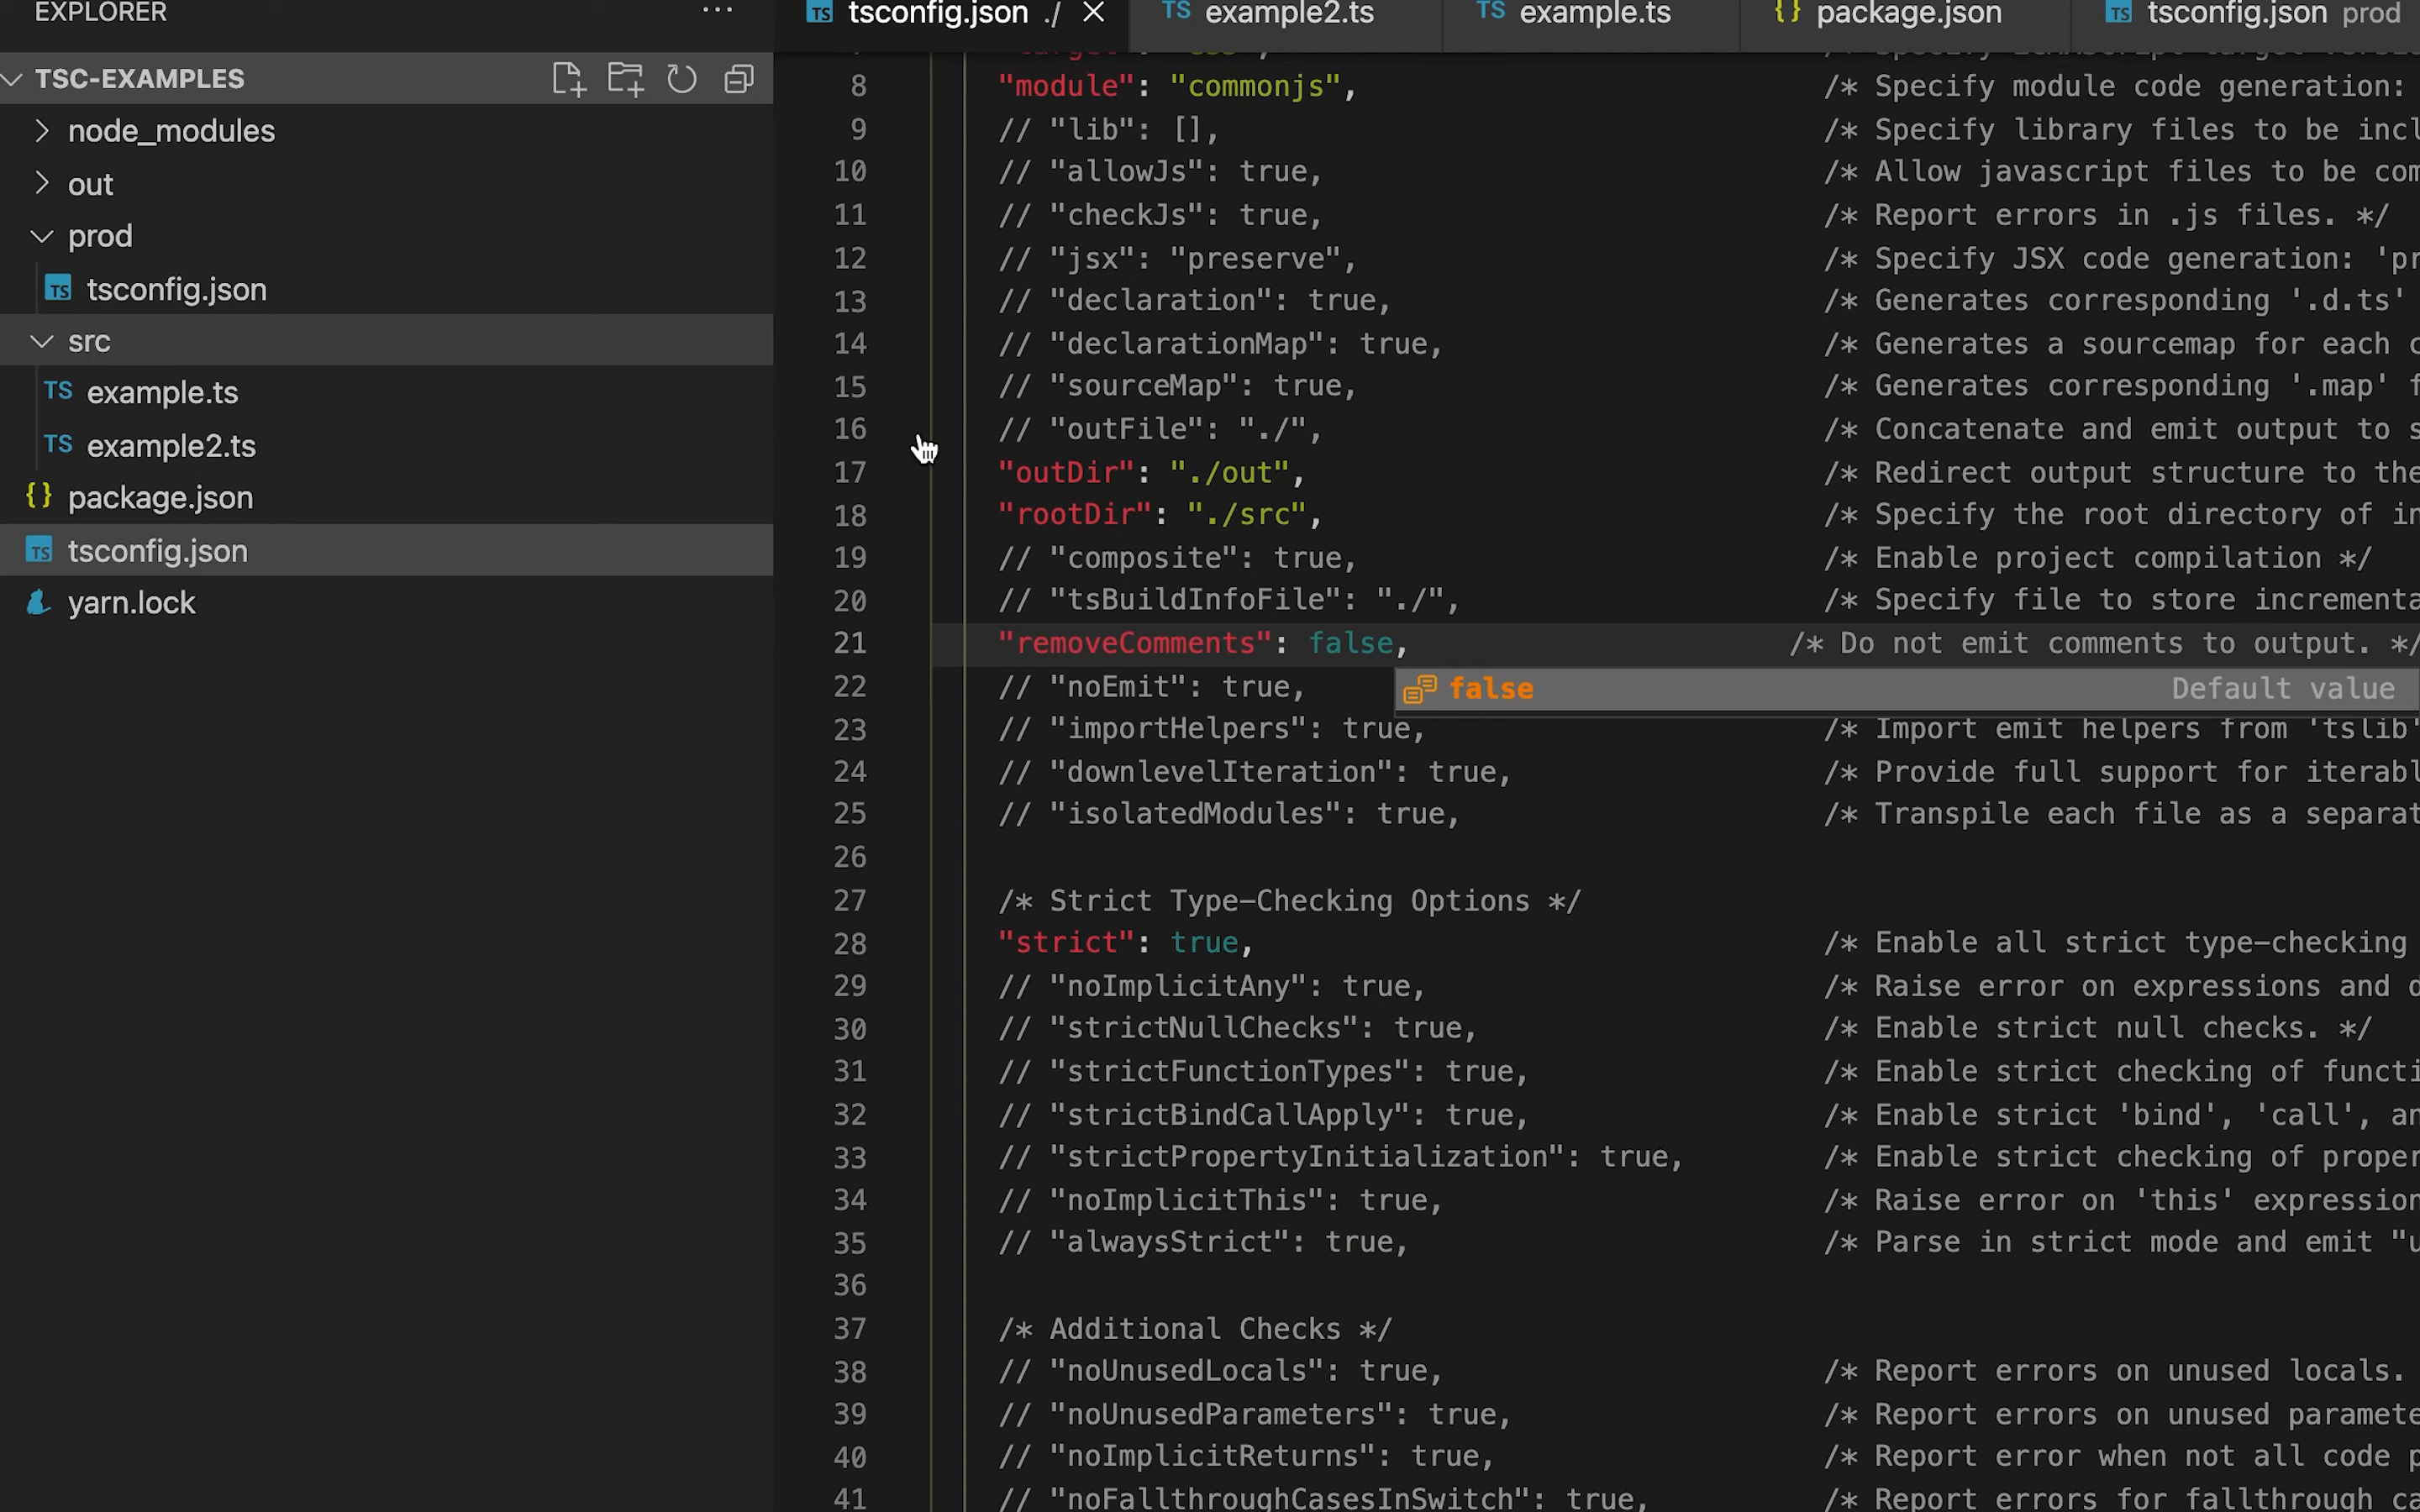 EXPLORER
TSC-EXAMPLES
node_modules
out
prod
TS tsconfig.json
src
TS example.ts
TS example2.ts
{} package.json
TS tsconfig.json
yarn.lock
TS tsconfig.json ./ TS example2.ts TS example.ts {} package.json TS tsconfig.json prod
8 "module": "commonjs", /* Specify module code generation:
9 // "lib": [], /* Specify library files to be
10 // "allowJs": true, /* Allow javascript files to be
11 // "checkJs": true, /* Report errors in .js files. */
12 // "jsx": "preserve", /* Specify JSX code generation:
13 // "declaration": true, /* Generates corresponding '.d.ts'
14 // "declarationMap": true, /* Generates a sourcemap for each
15 // "sourceMap": true, /* Generates corresponding '.map'
16 // "outFile": "./", /* Concatenate and emit output to
17 "outDir": "./out", /* Redirect output structure to the
18 "rootDir": "./src", /* Specify the root directory of
19 // "composite": true, /* Enable project compilation */
20 // "tsBuildInfoFile": "./", /* Specify file to store
21 "removeComments": false, /* Do not emit comments to output. */
22 // "noEmit": true, false Default value
23 // "importHelpers": true, /* Import emit helpers from 'tslib'
24 // "downlevelIteration": true, /* Provide full support for
25 // "isolatedModules": true, /* Transpile each file as a
26
27 /* Strict Type-Checking Options */
28 "strict": true, /* Enable all strict type-checking
29 // "noImplicitAny": true, /* Raise error on expressions and
30 // "strictNullChecks": true, /* Enable strict null checks. */
31 // "strictFunctionTypes": true, /* Enable strict checking of
32 // "strictBindCallApply": true, /* Enable strict 'bind', 'call',
33 // "strictPropertyInitialization": true, /* Enable strict checking of
34 // "noImplicitThis": true, /* Raise error on 'this'
35 // "alwaysStrict": true, /* Parse in strict mode and emit
36
37 /* Additional Checks */
38 // "noUnusedLocals": true, /* Report errors on unused locals.
39 // "noUnusedParameters": true, /* Report errors on unused
40 // "noImplicitReturns": true, /* Report error when not all code
41 // "noFallthroughCasesInSwitch": true, /* Report errors for fallthrough